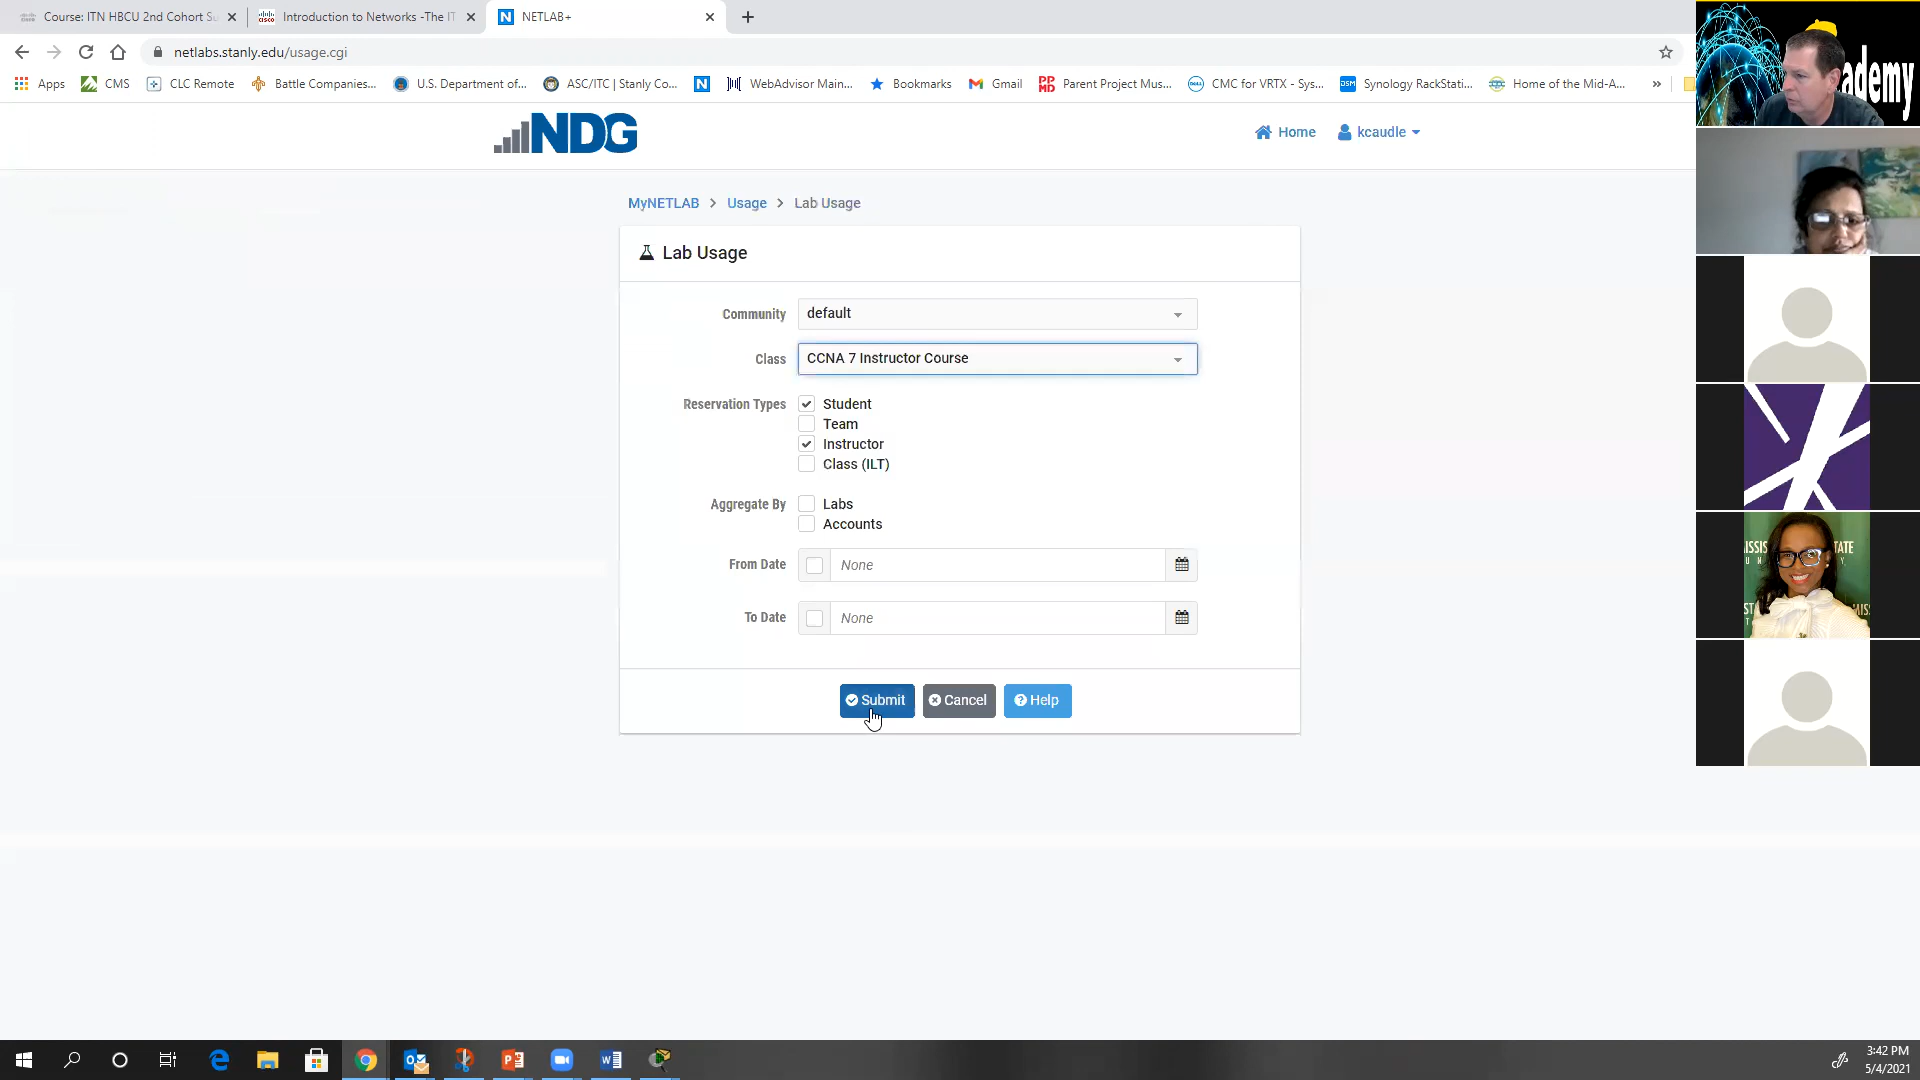 Course: ITN HBCU 2nd Cohort Su
Introduction to Networks -The IT
NETLAB+
netlabs.stanly.edu/usage.cgi
Apps
CMS
CLC Remote
Battle Companies...
U.S. Department of...
ASC/ITC | Stanly Co...
WebAdvisor Main...
Bookmarks
Gmail
Parent Project Mus...
CMC for VRTX - Sys...
Synology RackStati...
Home of the Mid-A...
»
NDG
Home
kcaudle
MyNETLAB > Usage > Lab Usage
Lab Usage
Community default
Class CCNA 7 Instructor Course
Reservation Types Student
Team
Instructor
Class (ILT)
Aggregate By Labs
Accounts
From Date None
To Date None
Submit Cancel Help
ademy
3:42 PM
5/4/2021